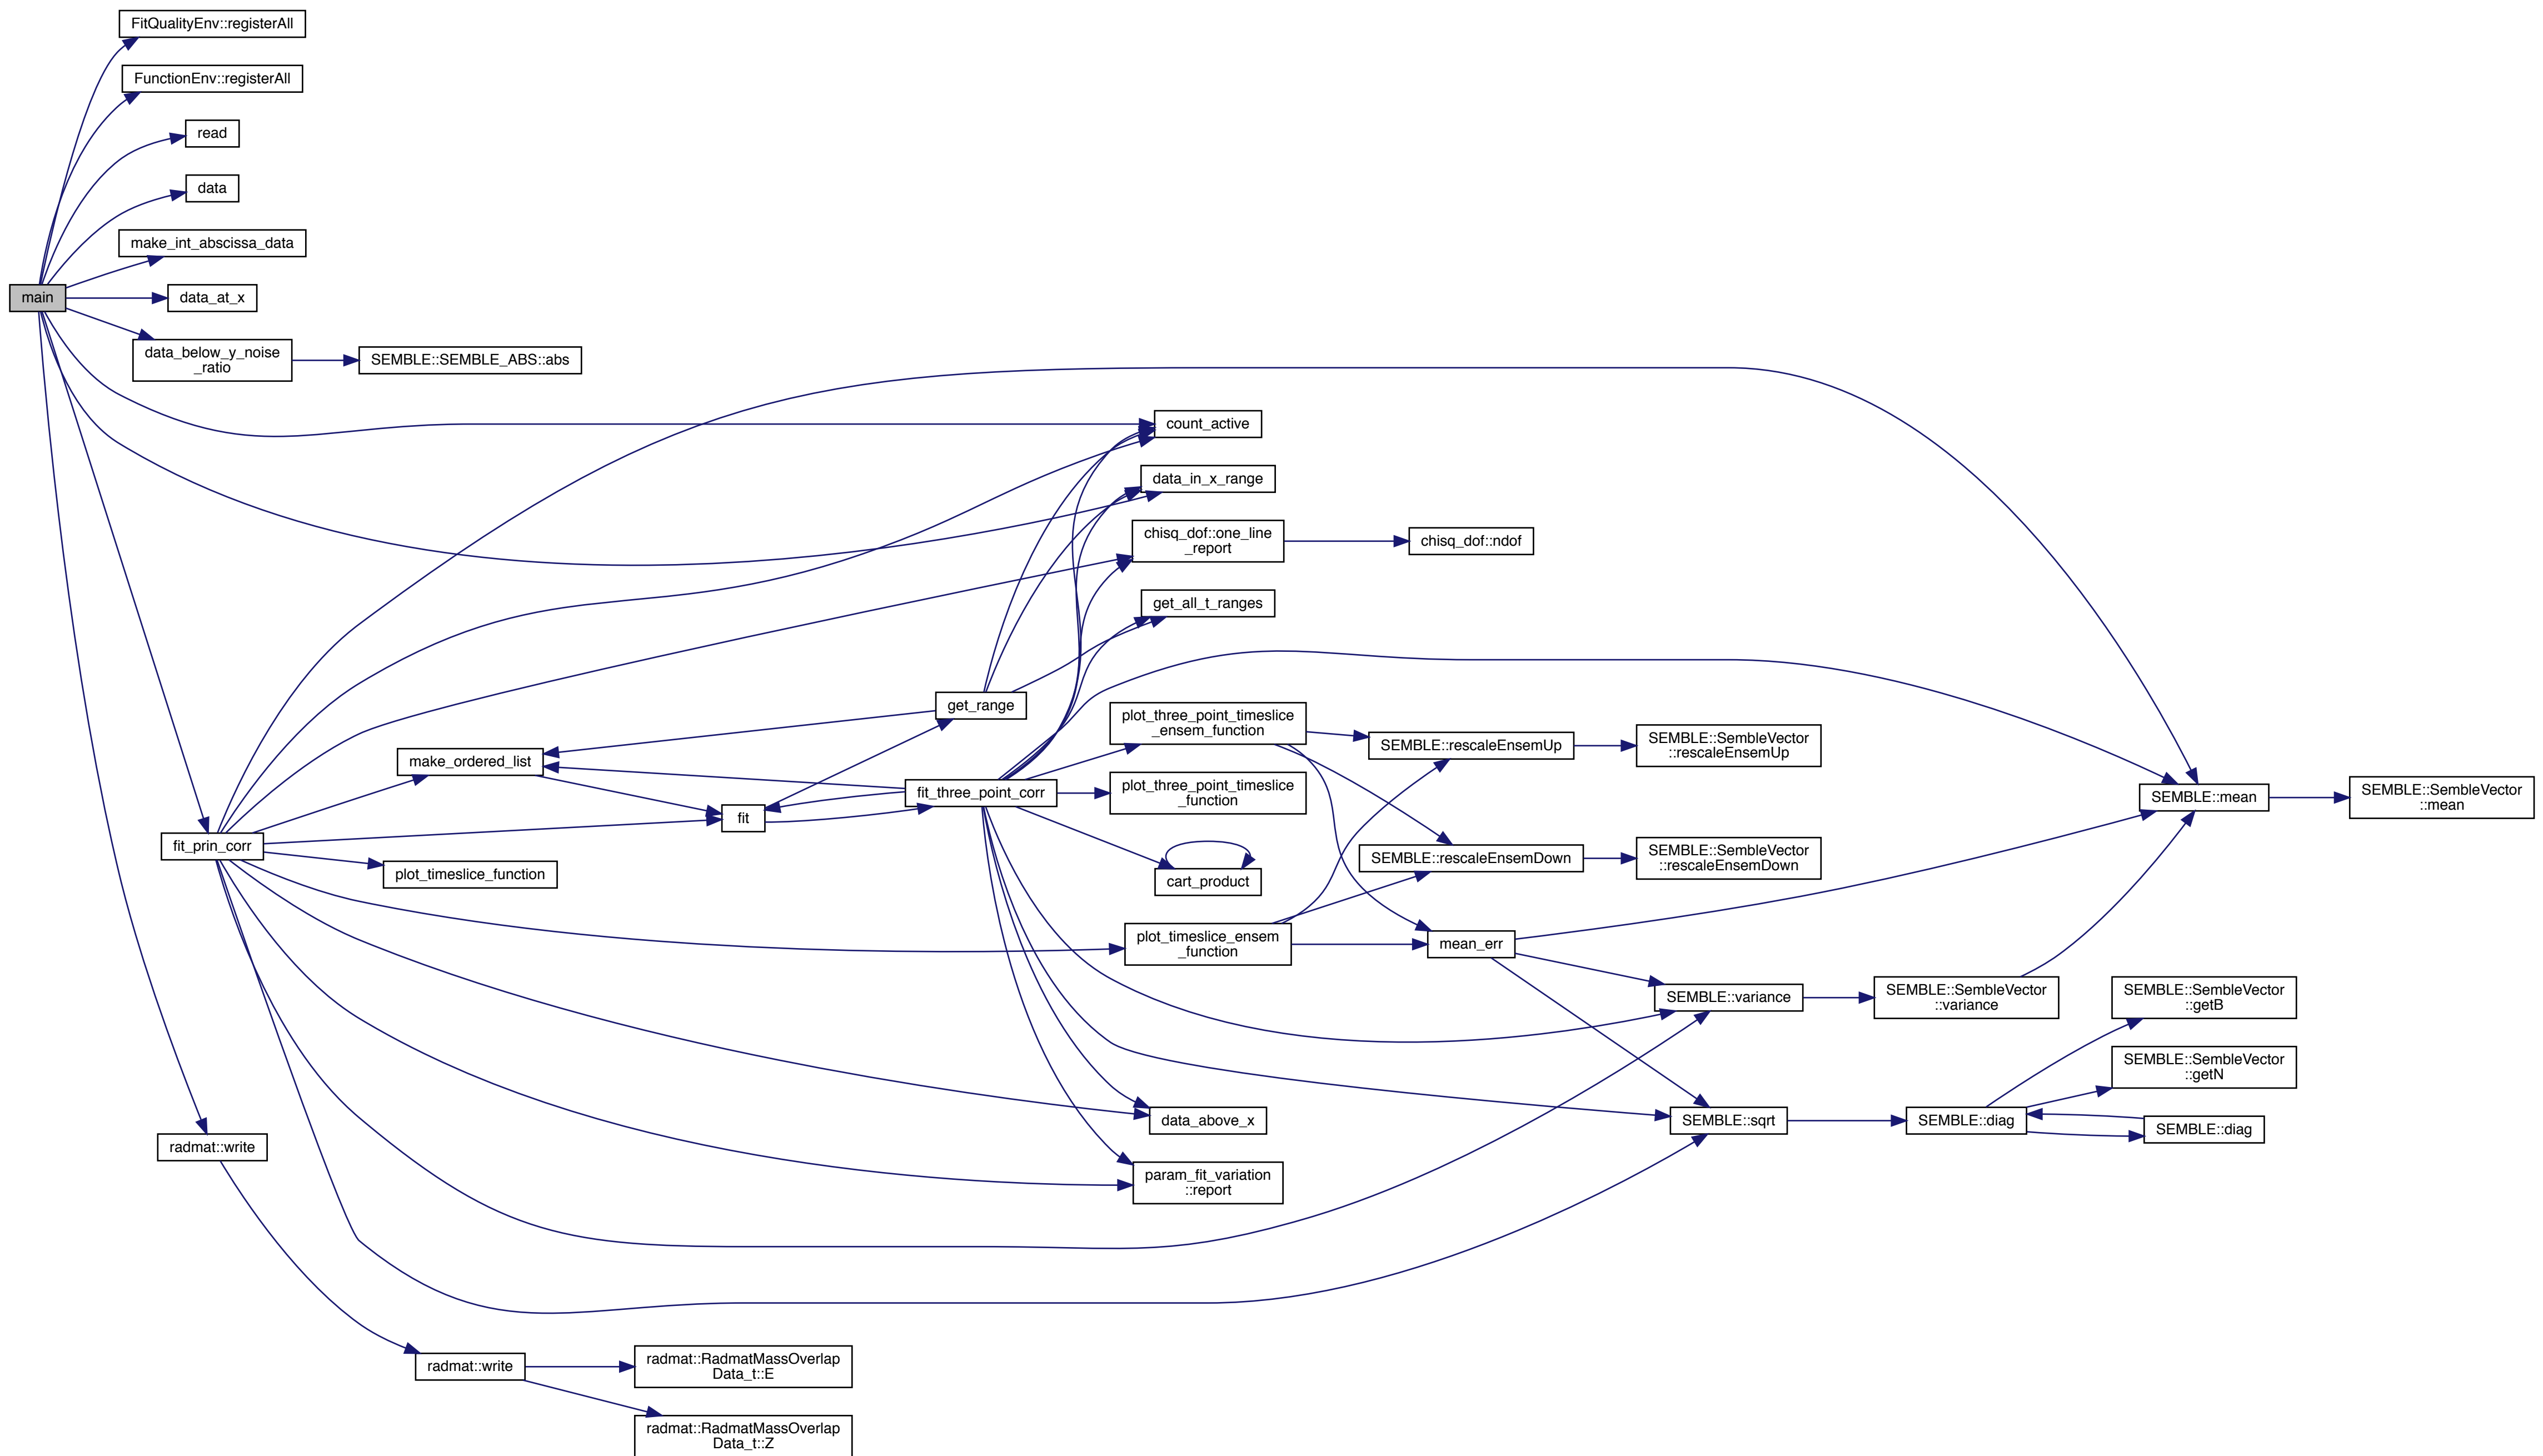 FitQualityEnv::registerAll
FunctionEnv::registerAll
read
data
make_int_abscissa_data
main
data_at_x
data_below_y_noise
_ratio
SEMBLE::SEMBLE_ABS::abs
count_active
data_in_x_range
chisq_dof::one_line
_report
chisq_dof::ndof
get_all_t_ranges
get_range
plot_three_point_timeslice
_ensem_function
SEMBLE::rescaleEnsemUp
SEMBLE::SembleVector
::rescaleEnsemUp
make_ordered_list
fit_three_point_corr
plot_three_point_timeslice
_function
SEMBLE::mean
SEMBLE::SembleVector
::mean
fit
fit_prin_corr
plot_timeslice_function
cart_product
SEMBLE::rescaleEnsemDown
SEMBLE::SembleVector
::rescaleEnsemDown
plot_timeslice_ensem
_function
mean_err
SEMBLE::variance
SEMBLE::SembleVector
::variance
SEMBLE::SembleVector
::getB
SEMBLE::SembleVector
::getN
data_above_x
SEMBLE::sqrt
SEMBLE::diag
SEMBLE::diag
radmat::write
param_fit_variation
::report
radmat::write
radmat::RadmatMassOverlap
Data_t::E
radmat::RadmatMassOverlap
Data_t::Z